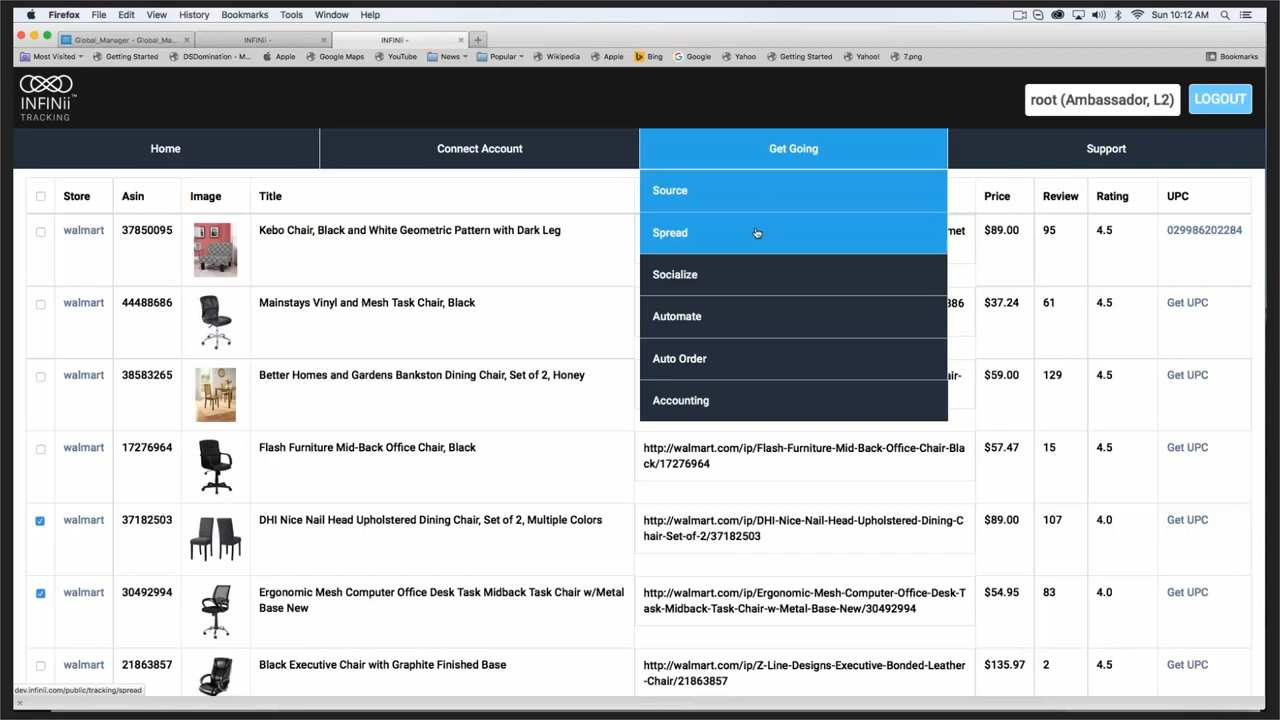 Firefox File Edit View History Bookmarks Tools Window Help Sun 10:12 AM
Global_Manager - Global_Ma... INFINii - INFINii -
Most Visited Getting Started DSDomination - M... Apple Google Maps YouTube News Popular Wikipedia Apple Bing Google Yahoo Getting Started Yahoo! 7.png Bookmarks
INFINii™
TRACKING
root (Ambassador, L2) LOGOUT
Home Connect Account Get Going Support
Source
Spread
Socialize
Automate
Auto Order
Accounting
Store Asin Image Title Price Review Rating UPC
walmart 37850095 Kebo Chair, Black and White Geometric Pattern with Dark Leg met $89.00 95 4.5 029986202284
walmart 44488686 Mainstays Vinyl and Mesh Task Chair, Black 386 $37.24 61 4.5 Get UPC
walmart 38583265 Better Homes and Gardens Bankston Dining Chair, Set of 2, Honey air- $59.00 129 4.5 Get UPC
walmart 17276964 Flash Furniture Mid-Back Office Chair, Black http://walmart.com/ip/Flash-Furniture-Mid-Back-Office-Chair-Bla $57.47 15 4.5 Get UPC
ck/17276964
walmart 37182503 DHI Nice Nail Head Upholstered Dining Chair, Set of 2, Multiple Colors http://walmart.com/ip/DHI-Nice-Nail-Head-Upholstered-Dining-C $89.00 107 4.0 Get UPC
hair-Set-of-2/37182503
walmart 30492994 Ergonomic Mesh Computer Office Desk Task Midback Task Chair w/Metal http://walmart.com/ip/Ergonomic-Mesh-Computer-Office-Desk-T $54.95 83 4.0 Get UPC
Base New ask-Midback-Task-Chair-w-Metal-Base-New/30492994
walmart 21863857 Black Executive Chair with Graphite Finished Base http://walmart.com/ip/Z-Line-Designs-Executive-Bonded-Leather $135.97 2 4.5 Get UPC
-Chair/21863857
dev.infinii.com/public/tracking/spread